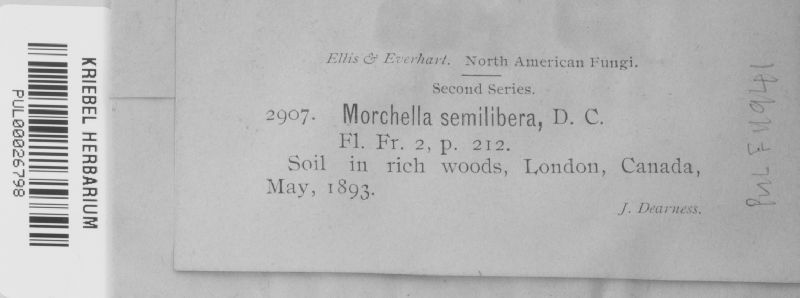 KRIEBEL HERBARIUM
PUL00026798
Ellis & Everhart. North American Fungi.
Second Series.
2907. Morchella semilibera, D. C.
Fl. Fr. 2, p. 212.
Soil in rich woods, London, Canada,
May, 1893.
J. Dearness.
PUL F